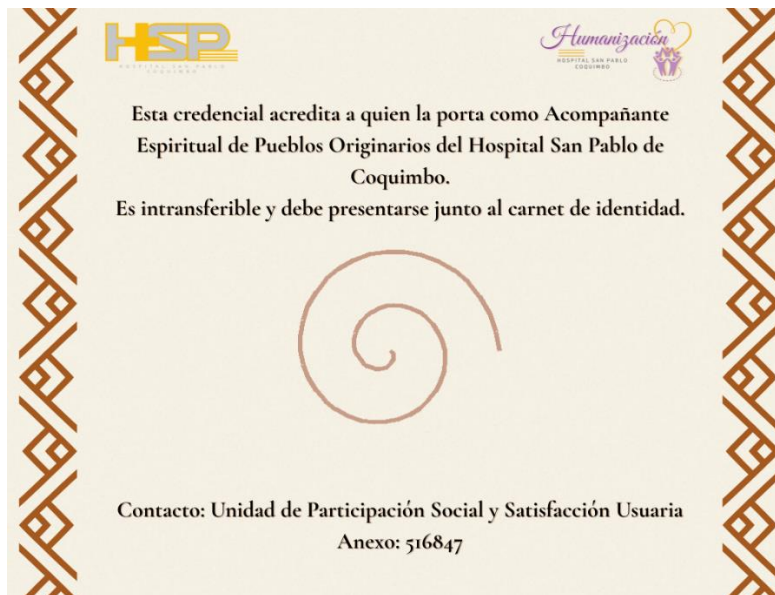 HSP
HOSPITAL SAN PABLO
COQUIMBO
Humanización
HOSPITAL SAN PABLO
COQUIMBO
Esta credencial acredita a quien la porta como Acompañante
Espiritual de Pueblos Originarios del Hospital San Pablo de
Coquimbo.
Es intransferible y debe presentarse junto al carnet de identidad.
Contacto: Unidad de Participación Social y Satisfacción Usuaria
Anexo: 516847